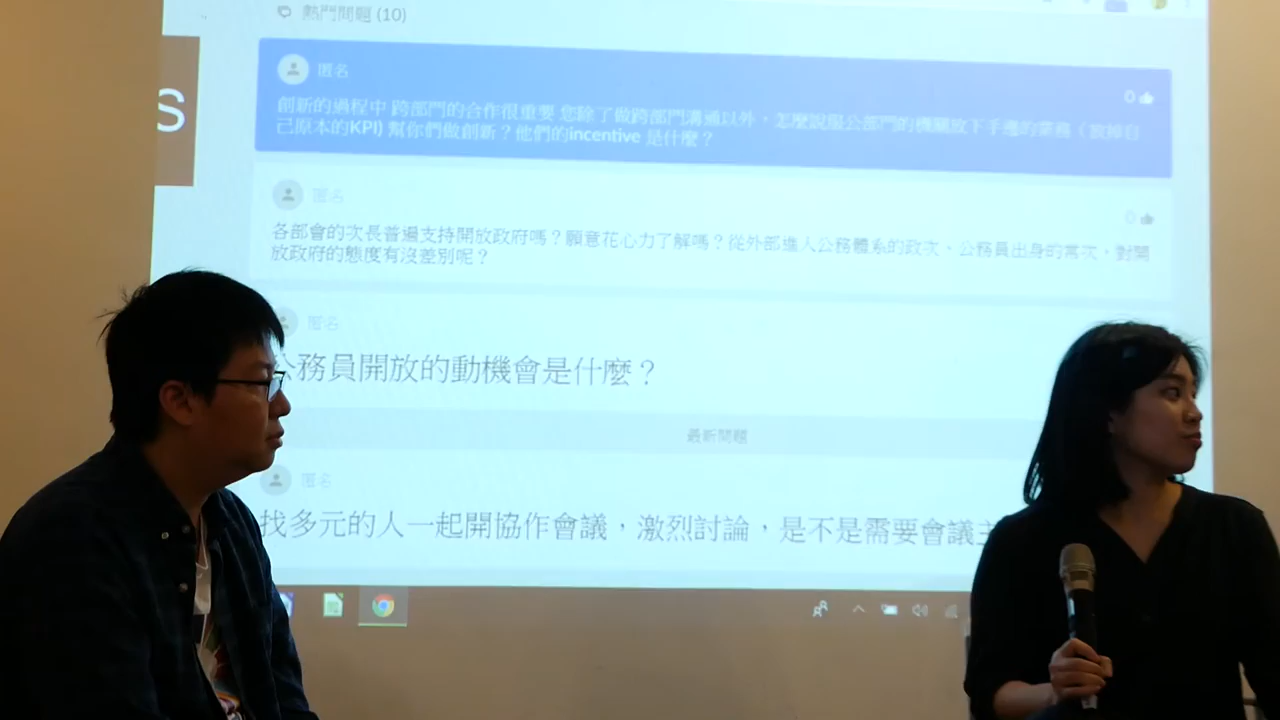 熱門問題 (10)
S
匿名
0
創新的過程中 跨部門的合作很重要 您除了做跨部門溝通以外，怎麼說服公部門的機關放下手邊的業務（放掉自
己原本的KPI) 幫你們做創新？他們的incentive 是什麼？
匿名
0
各部會的次長普遍支持開放政府嗎？願意花心力了解嗎？從外部進入公務體系的政次，公務員出身的常次，對開
放政府的態度有沒差別呢？
匿名
公務員開放的動機會是什麼？
最新問題
匿名
找多元的人一起開協作會議，激烈討論，是不是需要會議主